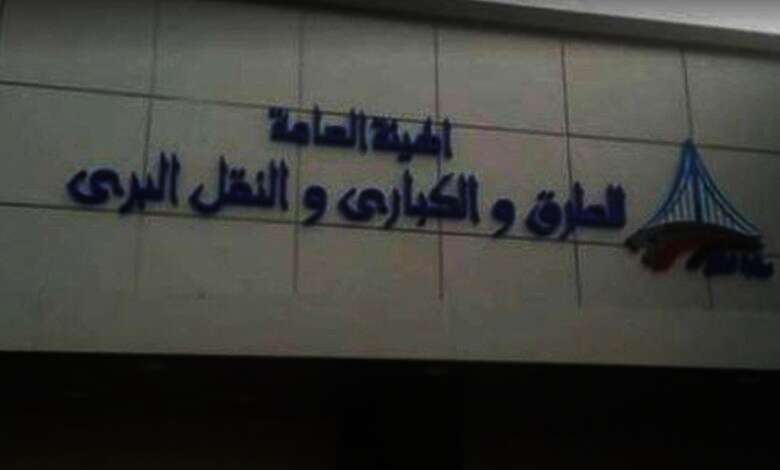 الهيئة العامة
للطرق و الكبارى و النقل البرى